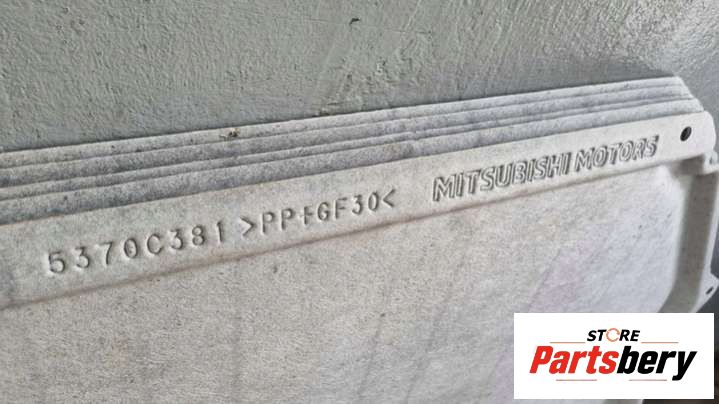 5370C381 >PP+GF30< MITSUBISHI MOTORS
STORE
Partsbery